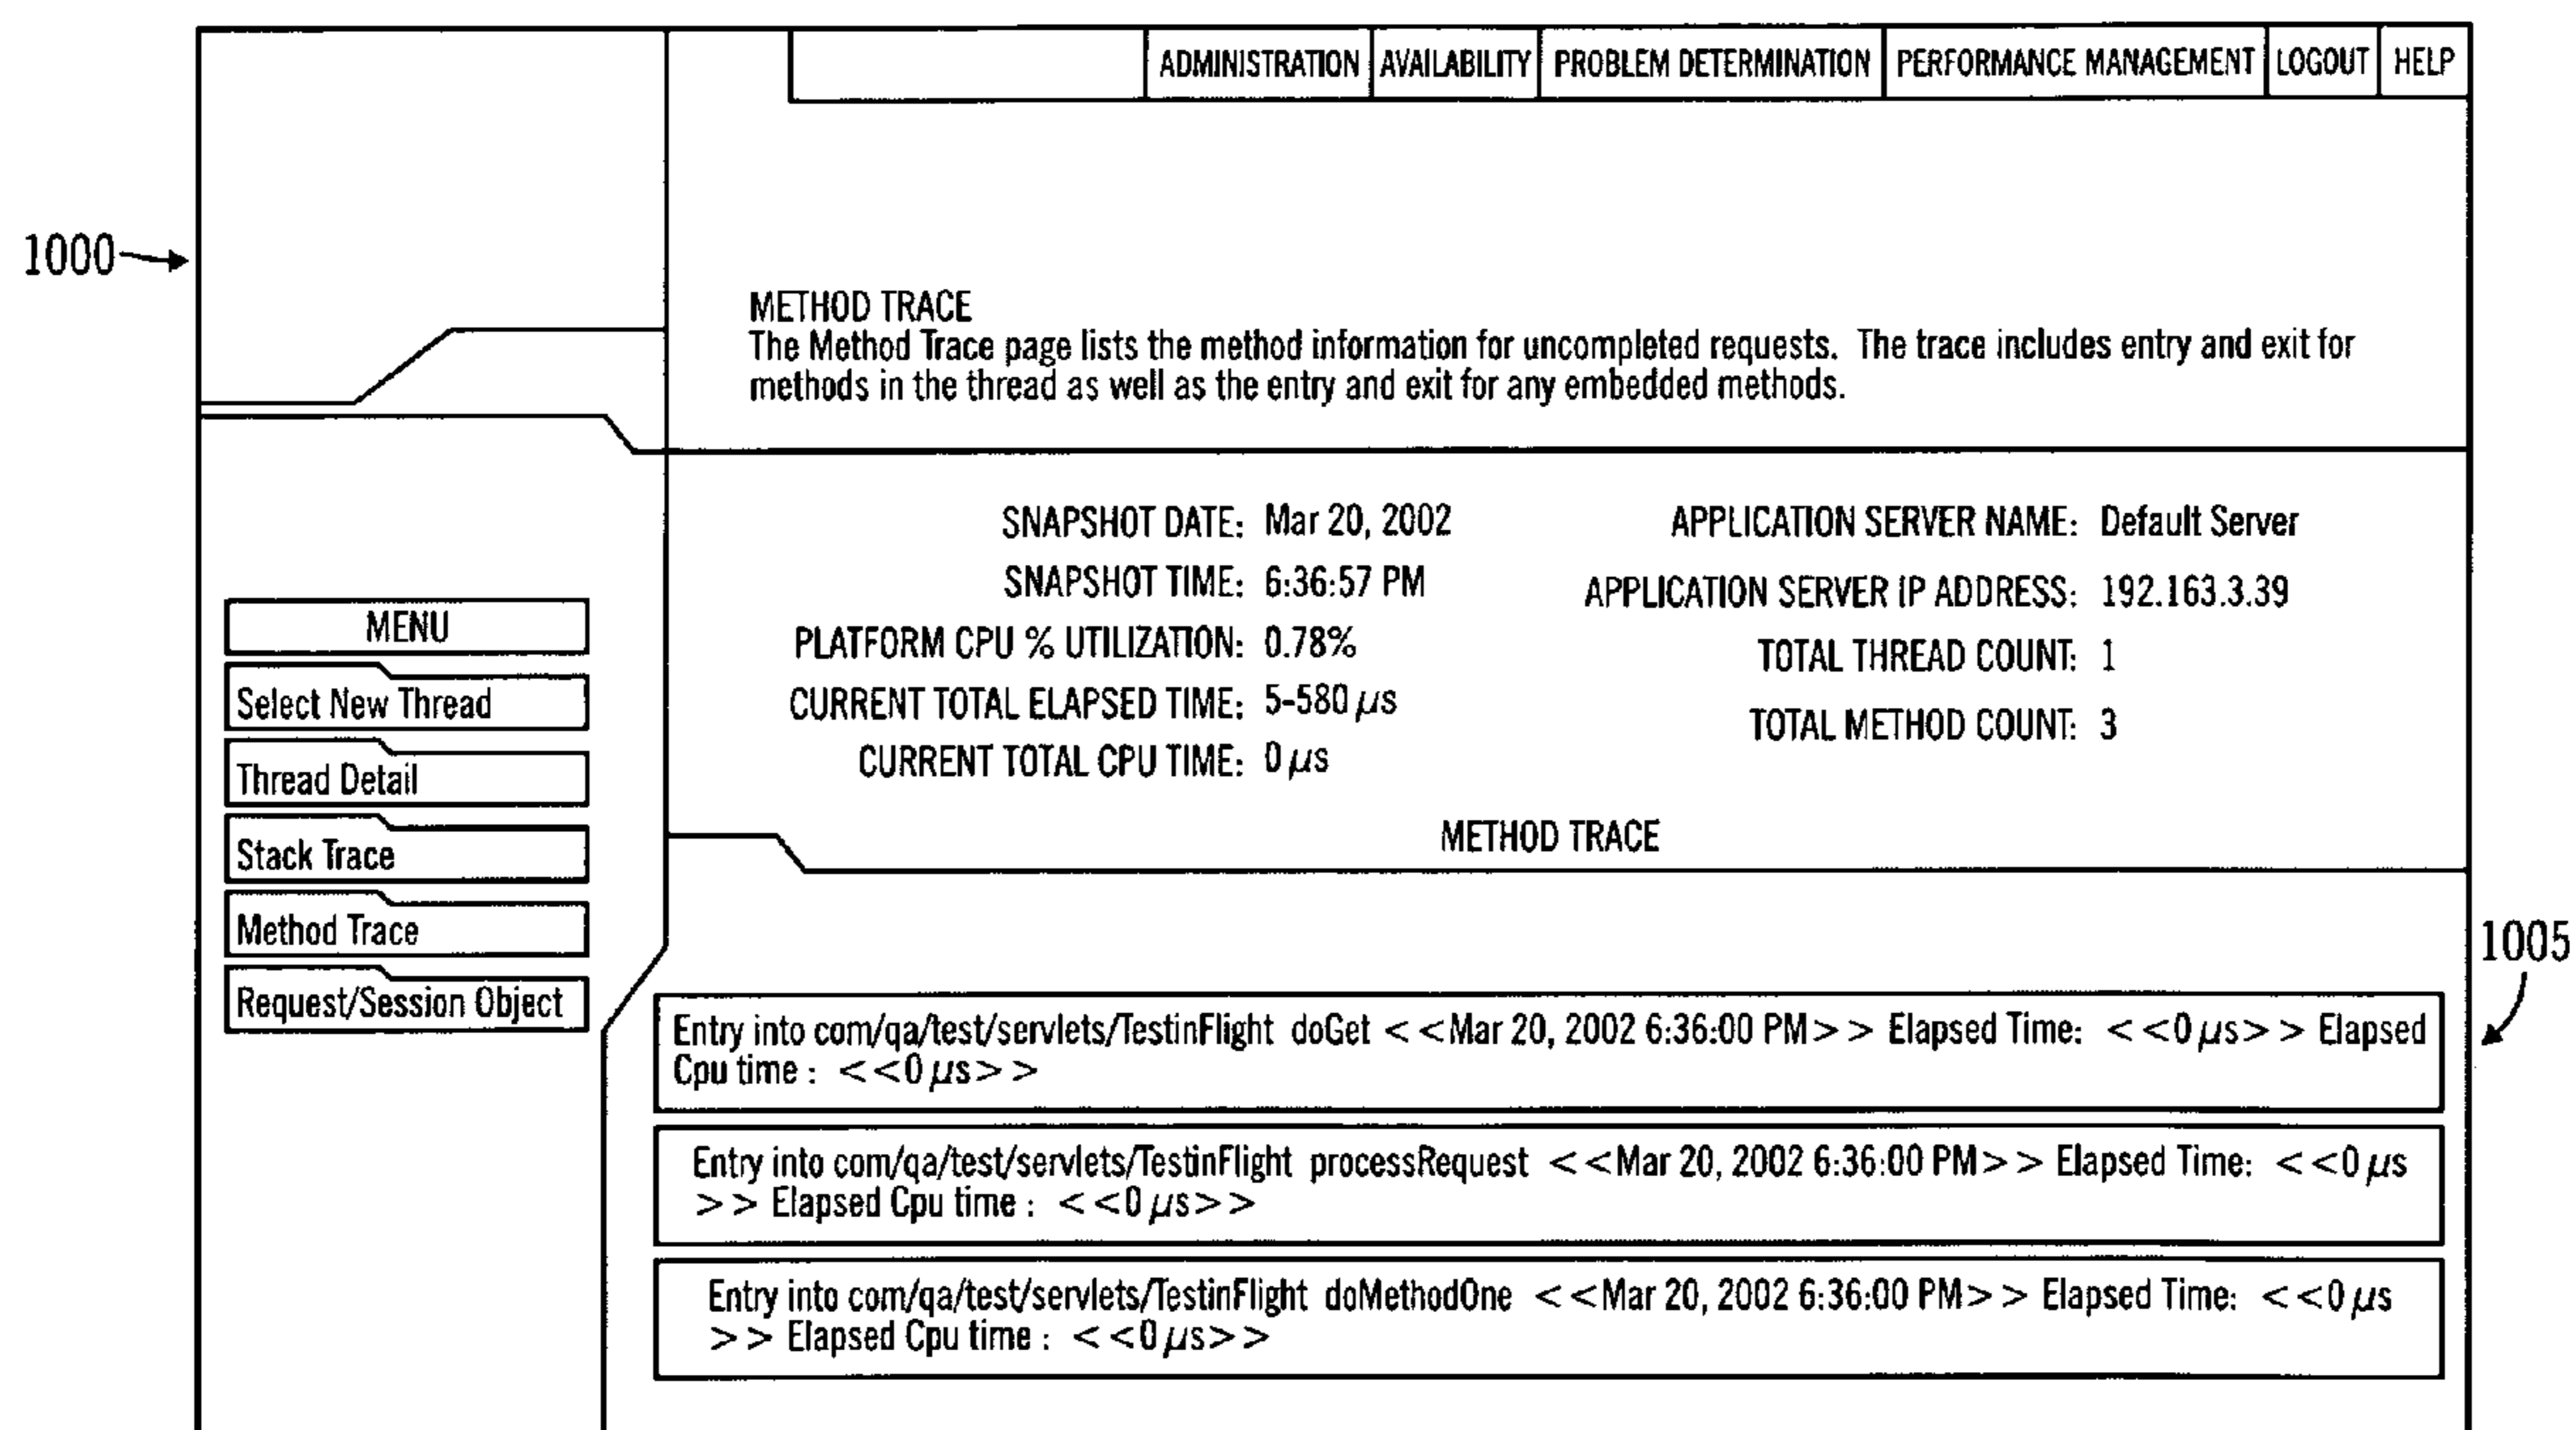 ADMINISTRATION AVAILABILITY PROBLEM DETERMINATION PERFORMANCE MANAGEMENT LOGOUT HELP
1000
METHOD TRACE
The Method Trace page lists the method information for uncompleted requests. The trace includes entry and exit for
methods in the thread as well as the entry and exit for any embedded methods.
SNAPSHOT DATE: Mar 20, 2002
SNAPSHOT TIME: 6:36:57 PM
PLATFORM CPU % UTILIZATION: 0.78%
CURRENT TOTAL ELAPSED TIME: 5-580 µs
CURRENT TOTAL CPU TIME: 0 µs
APPLICATION SERVER NAME: Default Server
APPLICATION SERVER IP ADDRESS: 192.163.3.39
TOTAL THREAD COUNT: 1
TOTAL METHOD COUNT: 3
MENU
Select New Thread
Thread Detail
Stack Trace
Method Trace
Request/Session Object
METHOD TRACE
1005
Entry into com/qa/test/servlets/TestinFlight doGet <<Mar 20, 2002 6:36:00 PM>> Elapsed Time: <<0 µs>> Elapsed
Cpu time : <<0 µs>>
Entry into com/qa/test/servlets/TestinFlight processRequest <<Mar 20, 2002 6:36:00 PM>> Elapsed Time: <<0 µs
>> Elapsed Cpu time : <<0 µs>>
Entry into com/qa/test/servlets/TestinFlight doMethodOne <<Mar 20, 2002 6:36:00 PM>> Elapsed Time: <<0 µs
>> Elapsed Cpu time : <<0 µs>>